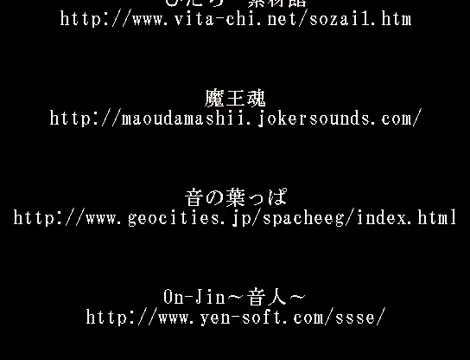 http://www.vita-chi.net/sozai1.htm
魔王魂
http://maoudamashii.jokersounds.com/
音の葉っぱ
http://www.geocities.jp/spacheeg/index.html
On-Jin～音人～
http://www.yen-soft.com/ssse/